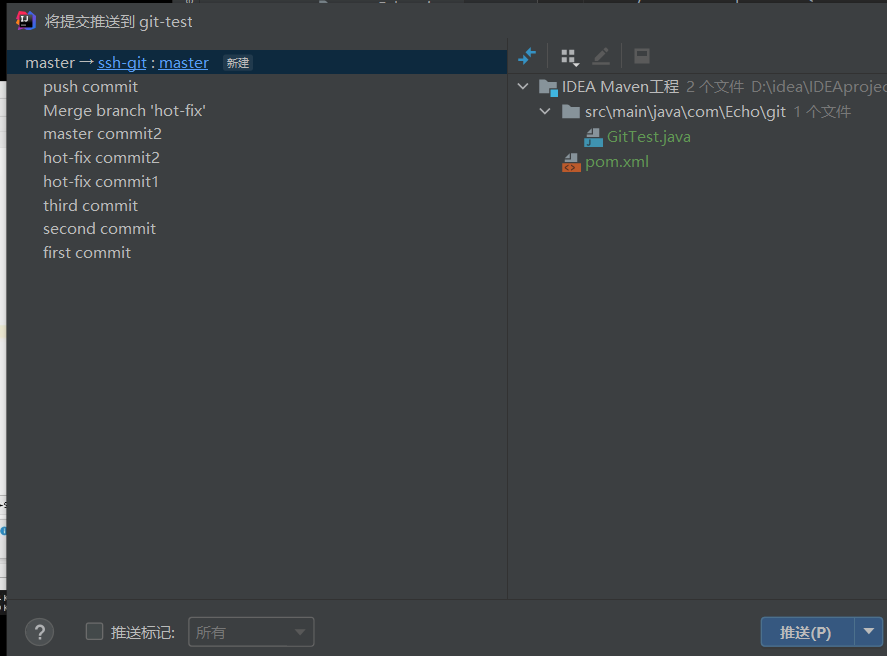 将提交推送到 git-test
master → ssh-git : master 新建
push commit
Merge branch 'hot-fix'
master commit2
hot-fix commit2
hot-fix commit1
third commit
second commit
first commit
IDEA Maven工程 2 个文件 D:\idea\IDEAprojec
src\main\java\com\Echo\git 1 个文件
GitTest.java
pom.xml
? 推送标记: 所有 推送(P)